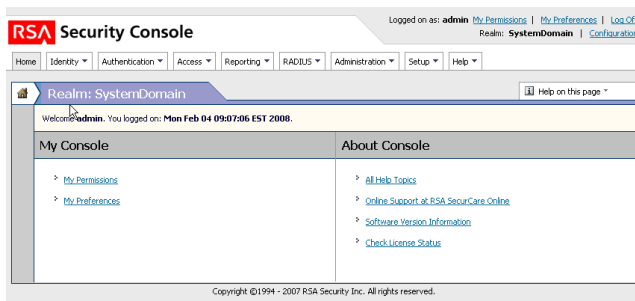 Logged on as: admin My Permissions | My Preferences | Log Of
RSA Security Console
Realm: SystemDomain | Configuration
Home Identity Authentication Access Reporting RADIUS Administration Setup Help
Realm: SystemDomain
Help on this page
Welcome admin. You logged on: Mon Feb 04 09:07:06 EST 2008.
My Console
My Permissions
My Preferences
About Console
All Help Topics
Online Support at RSA SecurCare Online
Software Version Information
Check License Status
Copyright ©1994 - 2007 RSA Security Inc. All rights reserved.